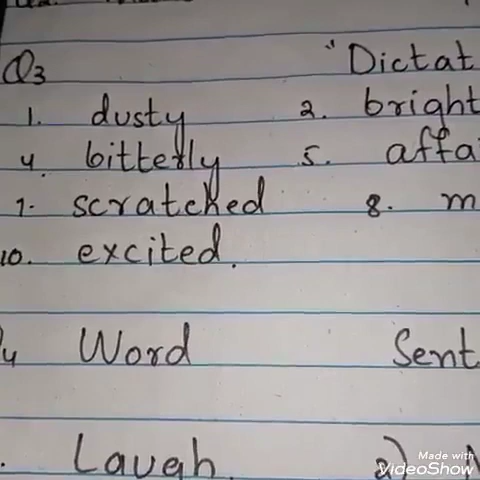 Q3 "Dictat
1. dusty 2. bright
4. bitterly 5. affa
7. scratched 8. m
10. excited.
4 Word Sent
. Laugh. a)
Made with
VideoShow